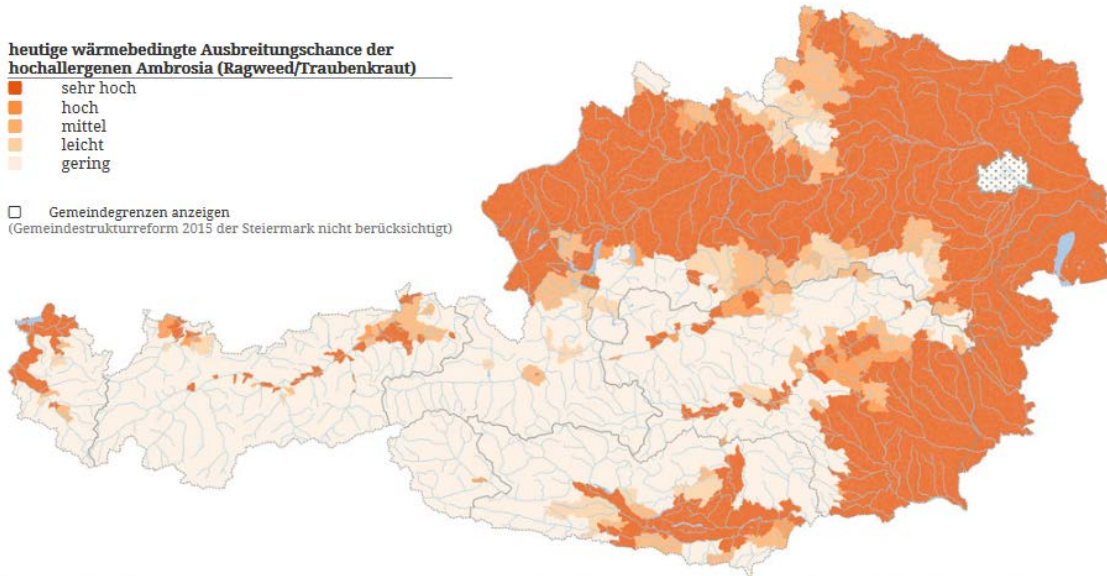 heutige wärmebedingte Ausbreitungschance der
hochallergenen Ambrosia (Ragweed/Traubenkraut)
sehr hoch
hoch
mittel
leicht
gering
Gemeindegrenzen anzeigen
(Gemeindestrukturreform 2015 der Steiermark nicht berücksichtigt)